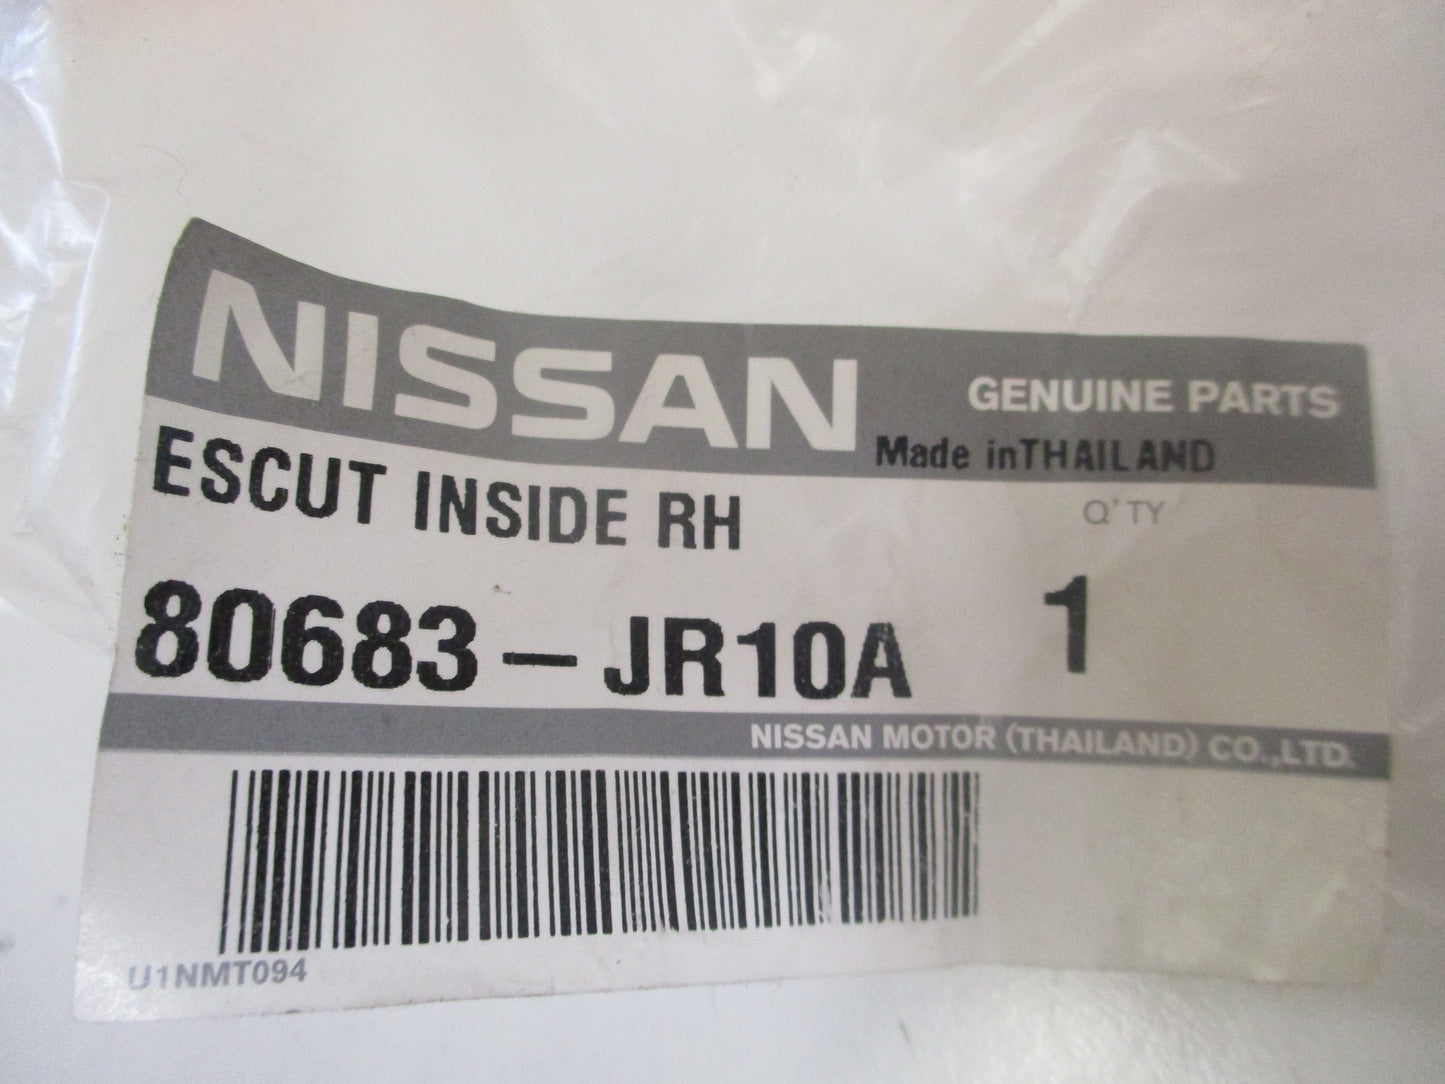 NISSAN
GENUINE PARTS
Made inTHAILAND
ESCUT INSIDE RH
Q'TY
80683-JR10A
1
NISSAN MOTOR (THAILAND) CO.,LTD.
U1NMT094